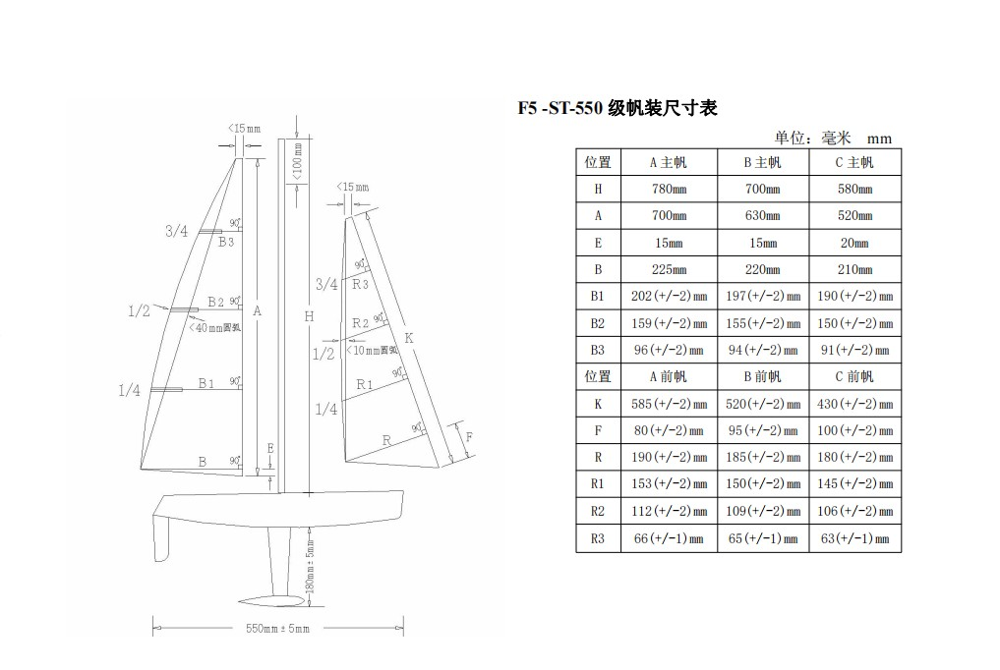 F5 -ST-550 级帆装尺寸表
单位：毫米 mm
位置 A 主帆 B 主帆 C 主帆
H 780mm 700mm 580mm
A 700mm 630mm 520mm
E 15mm 15mm 20mm
B 225mm 220mm 210mm
B1 202(+/-2)mm 197(+/-2)mm 190(+/-2)mm
B2 159(+/-2)mm 155(+/-2)mm 150(+/-2)mm
B3 96(+/-2)mm 94(+/-2)mm 91(+/-2)mm
位置 A 前帆 B 前帆 C 前帆
K 585(+/-2)mm 520(+/-2)mm 430(+/-2)mm
F 80(+/-2)mm 95(+/-2)mm 100(+/-2)mm
R 190(+/-2)mm 185(+/-2)mm 180(+/-2)mm
R1 153(+/-2)mm 150(+/-2)mm 145(+/-2)mm
R2 112(+/-2)mm 109(+/-2)mm 106(+/-2)mm
R3 66(+/-1)mm 65(+/-1)mm 63(+/-1)mm
<15mm
<100mm
<15mm
3/4
90°
B3
90°
3/4
R3
1/2
B2
90°
A
H
R2
90°
K
<40mm圆弧
1/2
<10mm圆弧
1/4
B1
90°
R1
90°
1/4
90°
F
R
E
B
90°
180mm±5mm
550mm±5mm